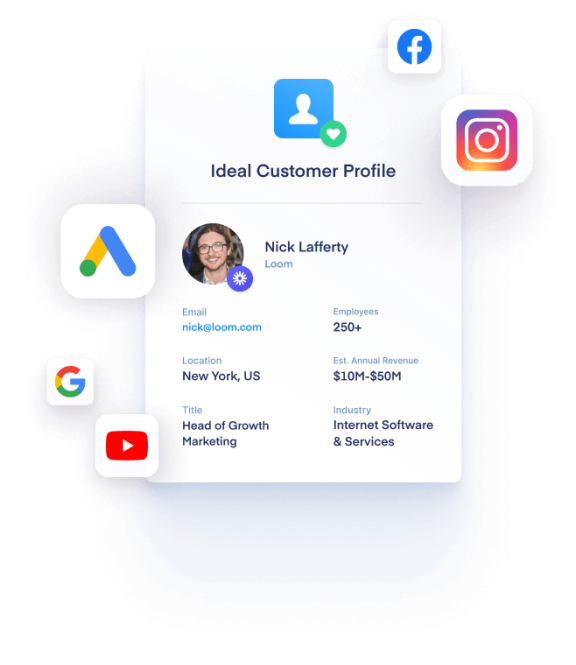 Ideal Customer Profile
Nick Lafferty
Loom
Email
nick@loom.com
Employees
250+
Location
New York, US
Est. Annual Revenue
$10M-$50M
Title
Head of Growth
Marketing
Industry
Internet Software
& Services